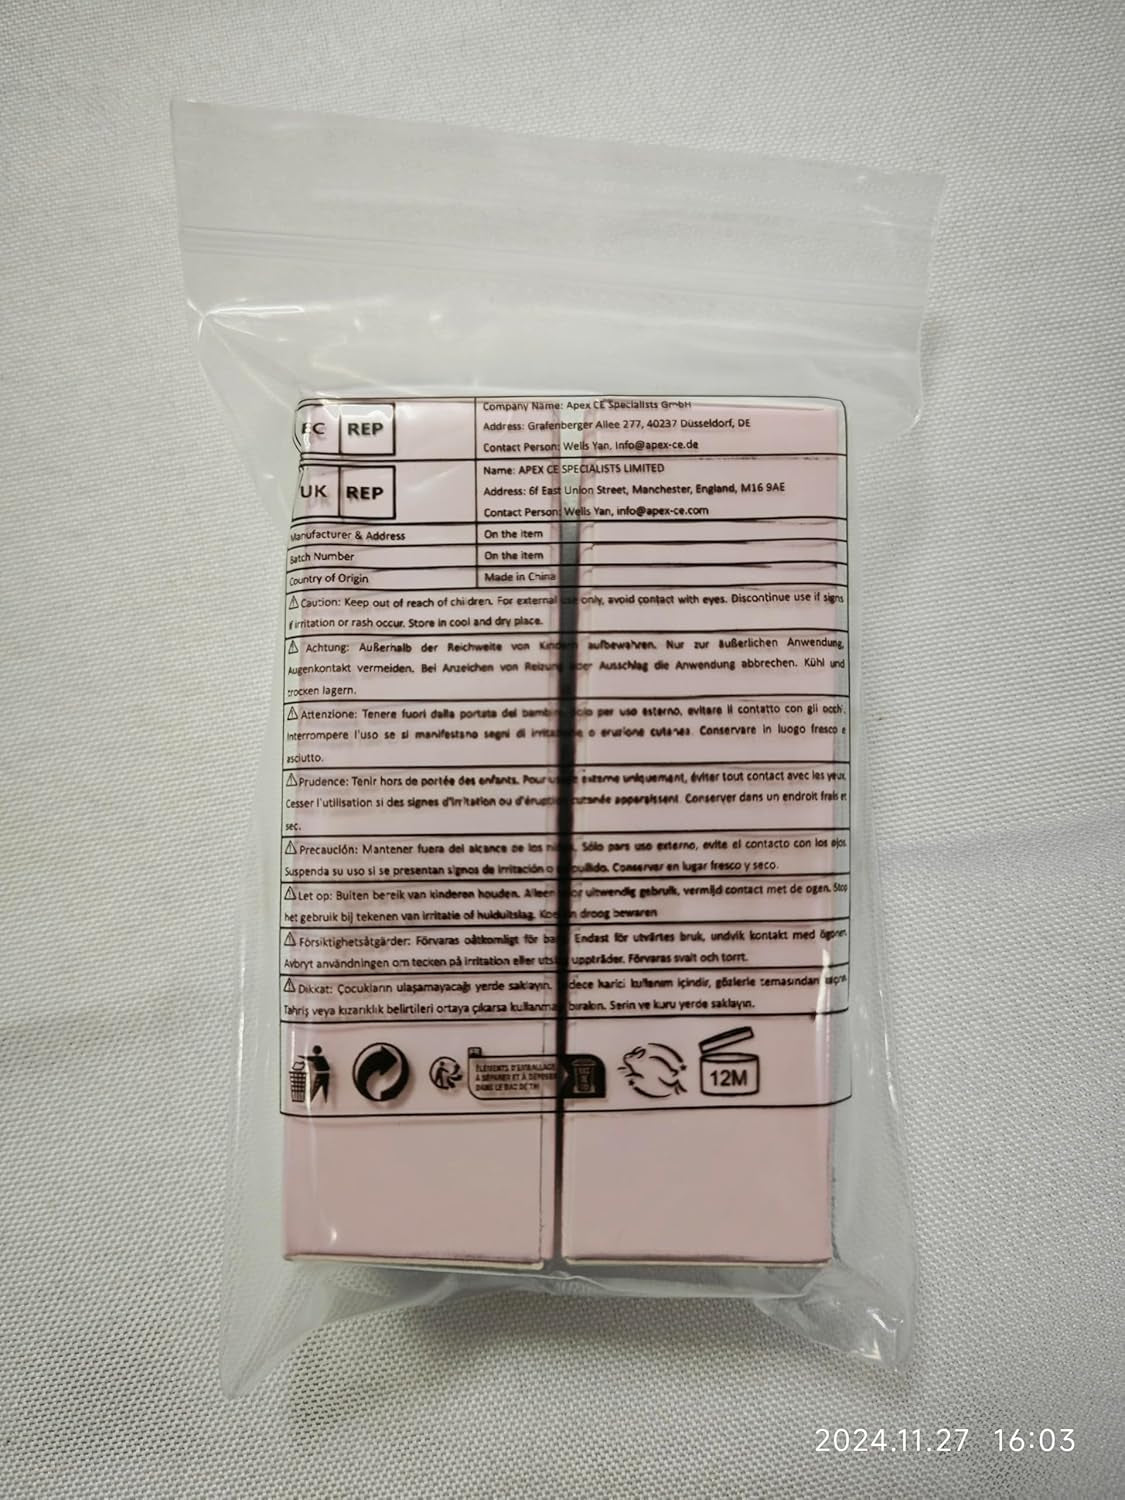 EC REP
Company Name: Apex CE Specialists GmbH
Address: Grafenberger Allee 277, 40237 Düsseldorf, DE
Contact Person: Wells Yan, Info@apex-ce.de
UK REP
Name: APEX CE SPECIALISTS LIMITED
Address: 6f East Union Street, Manchester, England, M16 9AE
Contact Person: Wells Yan, info@apex-ce.com
Manufacturer & Address On the item
Batch Number On the item
Country of Origin Made in China
Caution: Keep out of reach of children. For external use only, avoid contact with eyes. Discontinue use if signs
if irritation or rash occur. Store in cool and dry place.
Achtung: Außerhalb der Reichweite von Kindern aufbewahren. Nur zur äußerlichen Anwendung,
Augenkontakt vermeiden. Bei Anzeichen von Reizung oder Ausschlag die Anwendung abbrechen. Kühl und
trocken lagern.
Attenzione: Tenere fuori dalla portata dei bambini solo per uso esterno, evitare il contatto con gli occhi.
Interrompere l'uso se si manifestano segni di irritazione o eruzione cutanea. Conservare in luogo fresco e
asciutto.
Prudence: Tenir hors de portée des enfants. Pour usage externe uniquement, éviter tout contact avec les yeux.
Cesser l'utilisation si des signes d'irritation ou d'éruption cutanée apparaissent. Conserver dans un endroit frais et
sec.
Precaución: Mantener fuera del alcance de los niños. Sólo para uso externo, evite el contacto con los ojos
Suspenda su uso si se presentan signos de irritación o sarpullido. Conservar en lugar fresco y seco.
Let op: Buiten bereik van kinderen houden. Alleen voor uitwendig gebruik, vermijd contact met de ogen. Stop
het gebruik bij tekenen van irritatie of huiduitslag. Koel en droog bewaren
Försiktighetsåtgärder: Förvaras oåtkomligt för barn Endast för utvärtes bruk, undvik kontakt med ögonen.
Avbryt användningen om tecken på irritation eller utslag uppträder. Förvaras svalt och torrt.
Dikkat: Çocukların ulaşamayacağı yerde saklayın. Sadece harici kullanım içindir, gözlerle temasından kaçının
Tahriş veya kızarıklık belirtileri ortaya çıkarsa kullanmayı bırakın. Serin ve kuru yerde saklayın.
ÉLÉMENTS D'EMBALLAGE
À SÉPARER ET À DÉPOSER
DANS LE BAC DE TRI
12M
2024.11.27 16:03